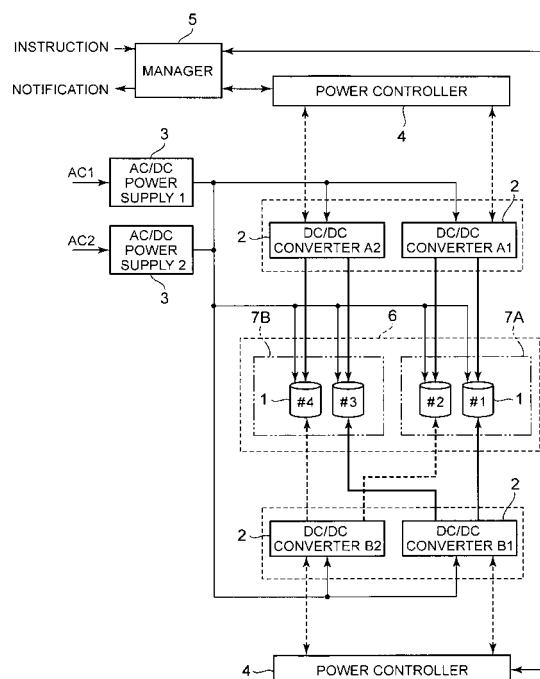 5
INSTRUCTION
MANAGER
NOTIFICATION
POWER CONTROLLER
4
3
AC1
AC/DC
POWER
SUPPLY 1
AC2
AC/DC
POWER
SUPPLY 2
3
2
DC/DC
CONVERTER A2
2
DC/DC
CONVERTER A1
7B
6
7A
1
#4
#3
#2
#1
1
2
DC/DC
CONVERTER B2
2
DC/DC
CONVERTER B1
4
POWER CONTROLLER